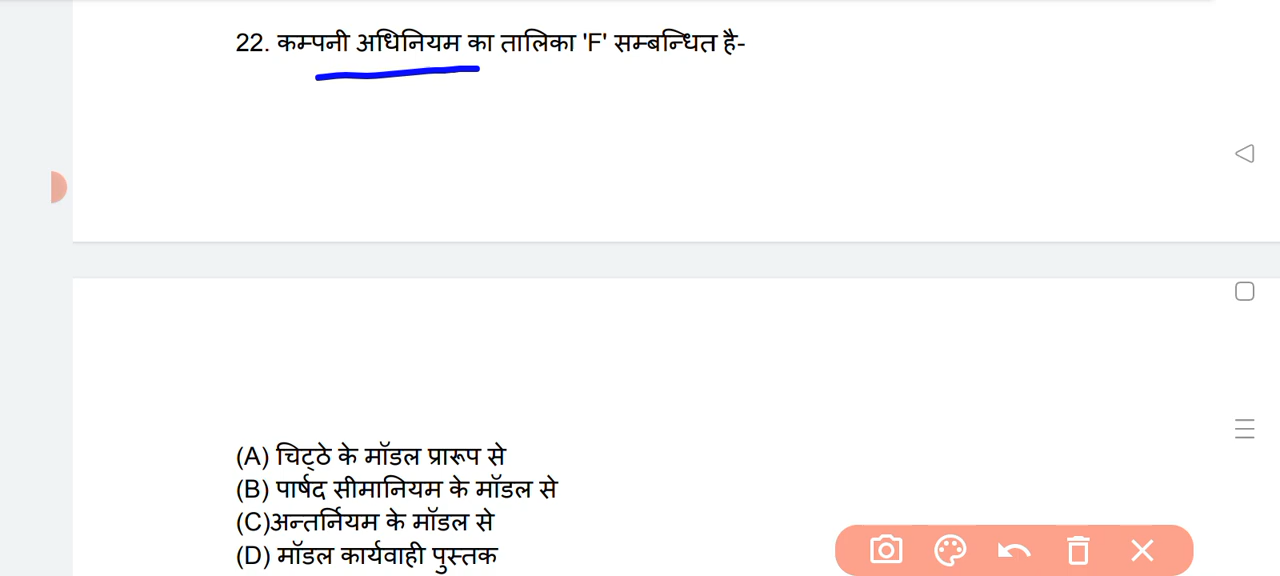 22. कम्पनी अधिनियम का तालिका 'F' सम्बन्धित है-
(A) चिट्ठे के मॉडल प्रारूप से
(B) पार्षद सीमानियम के मॉडल से
(C)अन्तर्नियम के मॉडल से
(D) मॉडल कार्यवाही पुस्तक